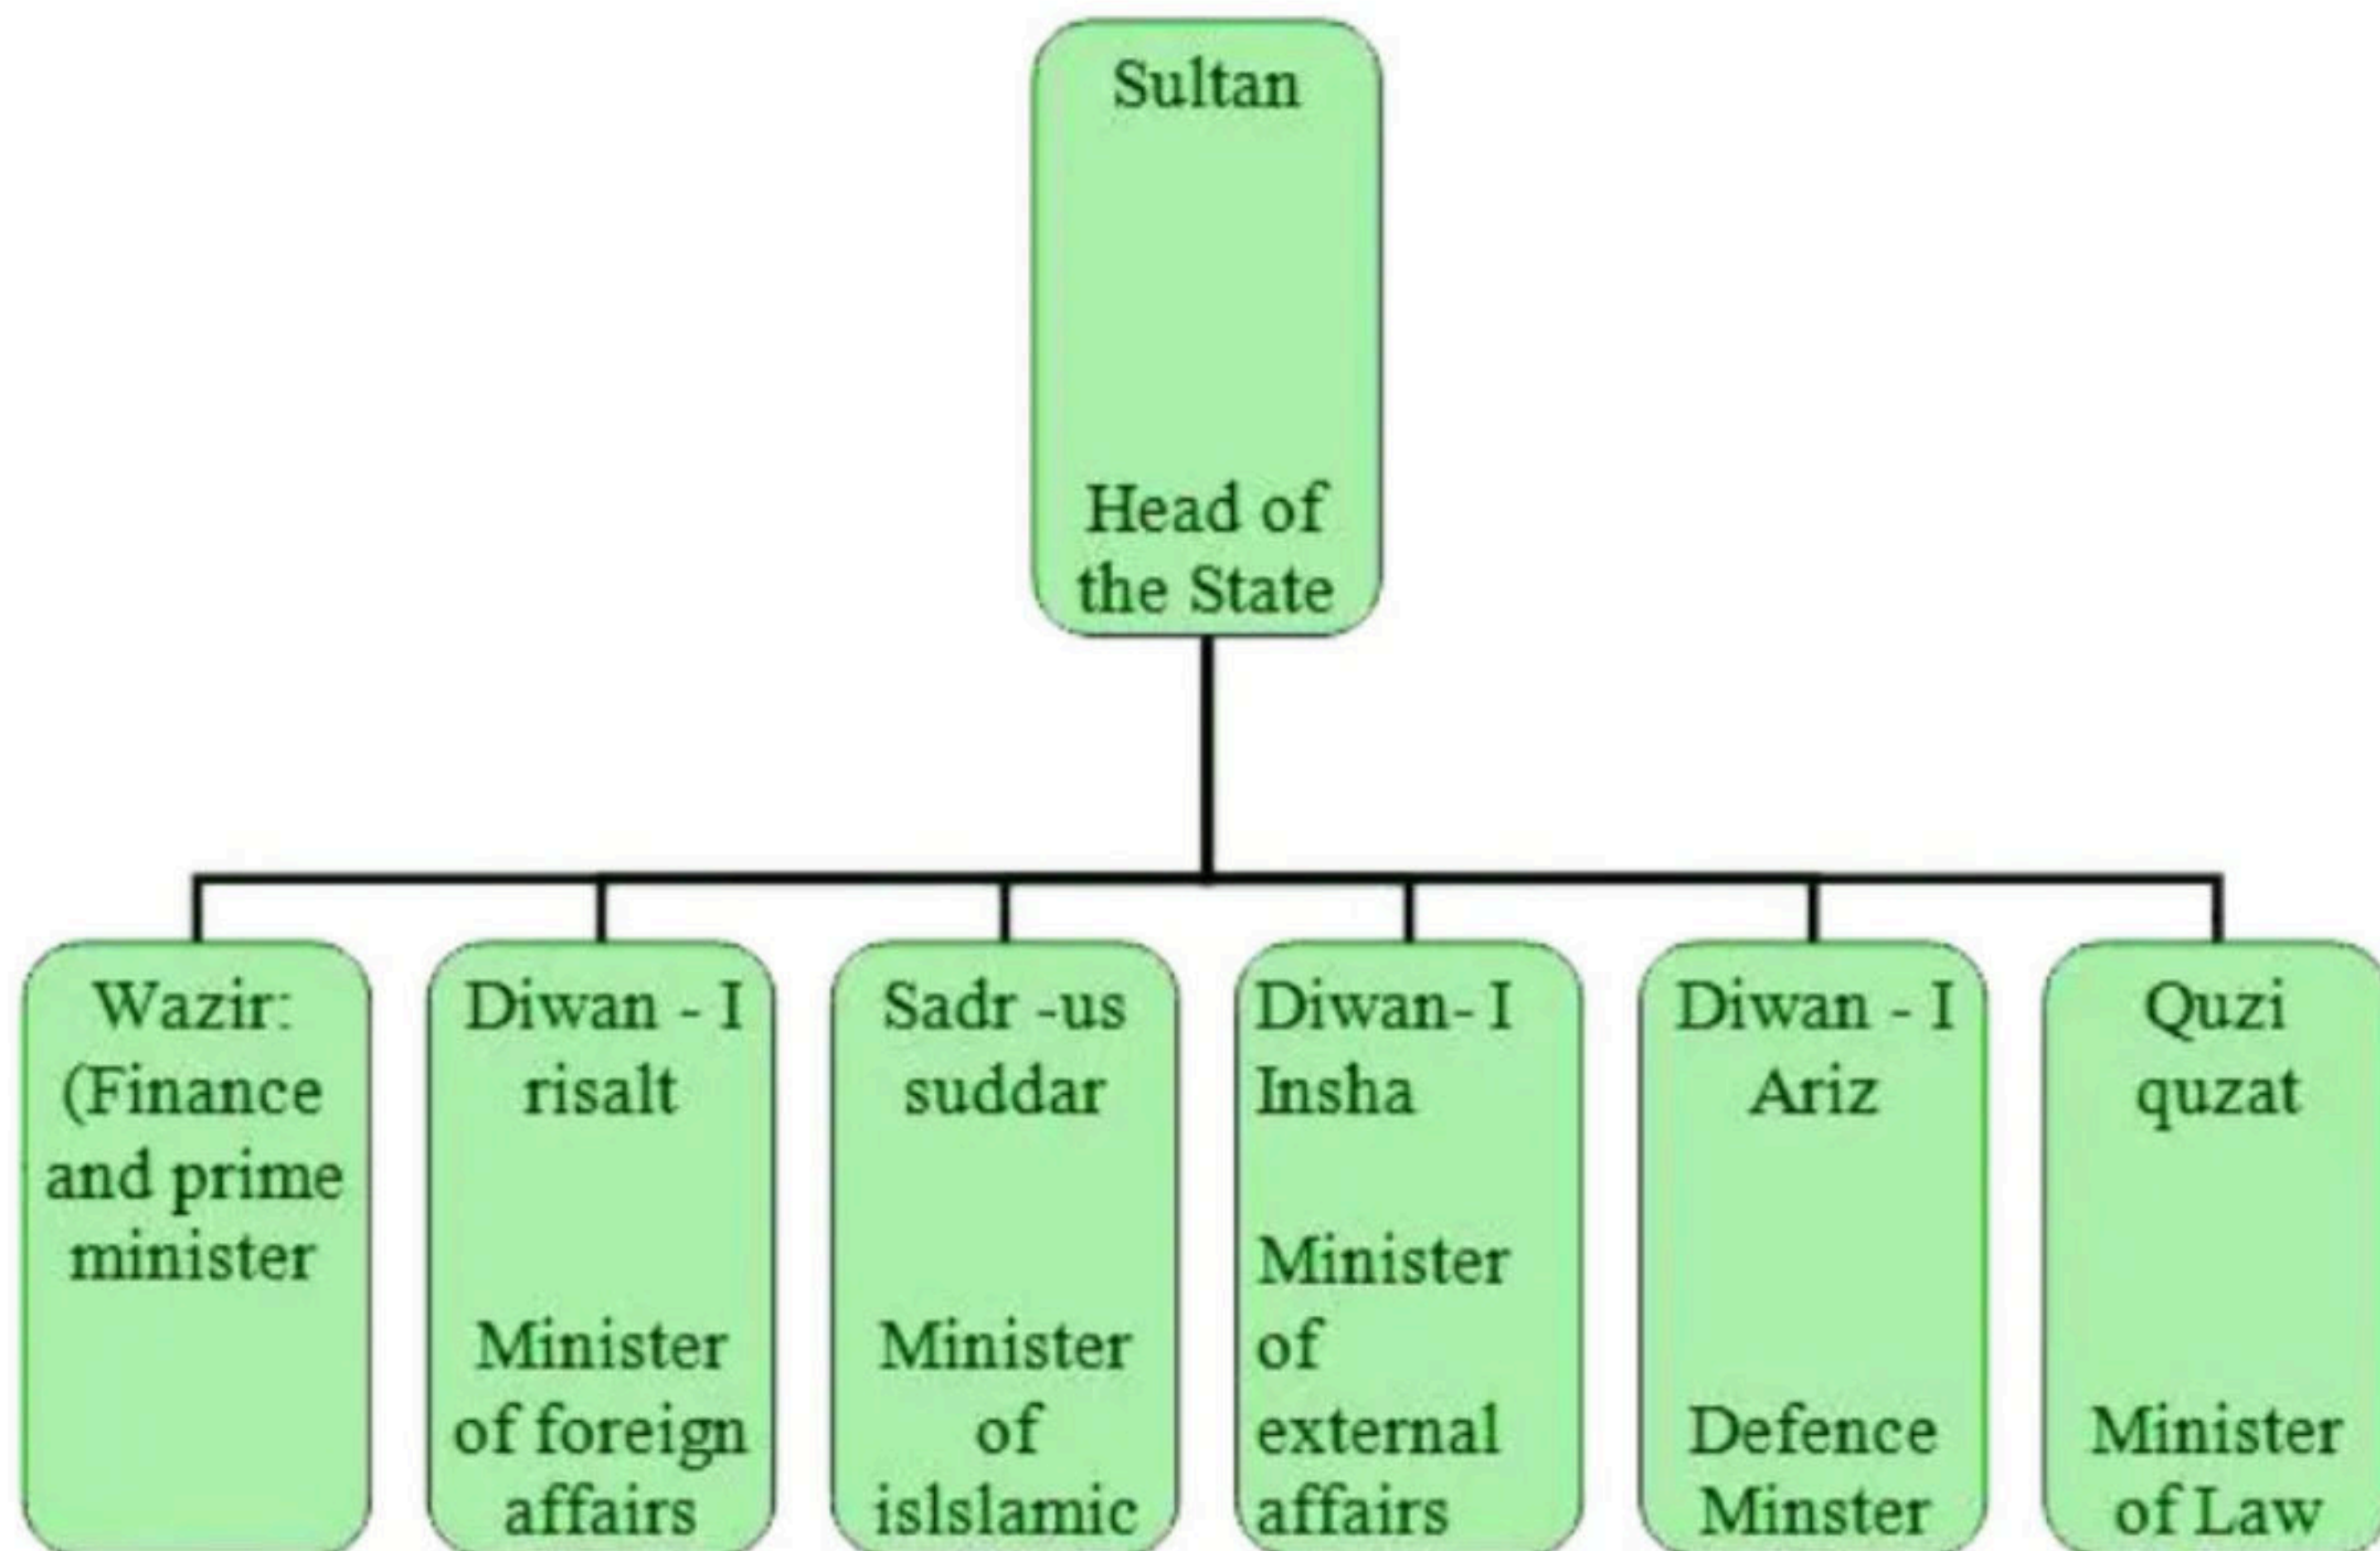 Sultan
Head of
the State
Wazir:
(Finance
and prime
minister
Diwan - I
risalt
Minister
of foreign
affairs
Sadr -us
suddar
Minister
of
islslamic
Diwan- I
Insha
Minister
of
external
affairs
Diwan - I
Ariz
Defence
Minster
Quzi
quzat
Minister
of Law